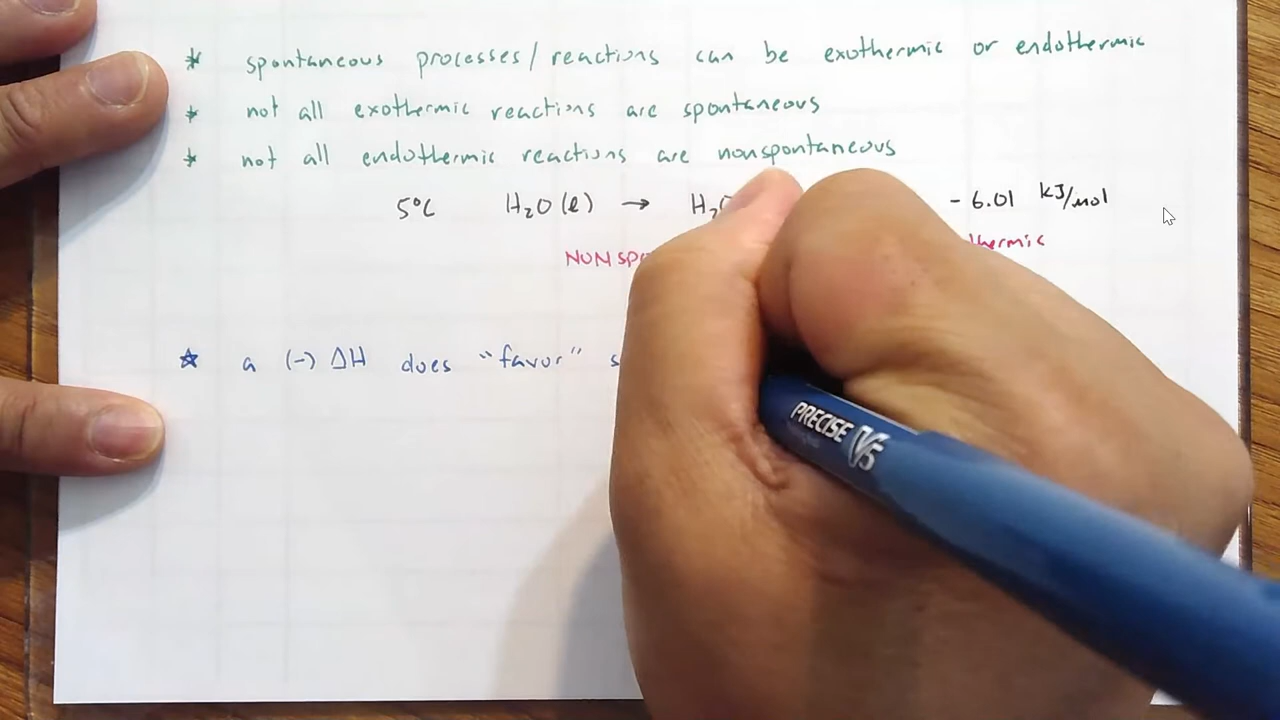 * spontaneous processes/reactions can be exothermic or endothermic
* not all exothermic reactions are spontaneous
* not all endothermic reactions are nonspontaneous
5°C H₂O (l) → H₂ - 6.01 kJ/mol
NON
☆ a (-) ΔH does "favor"
PRECISE V5